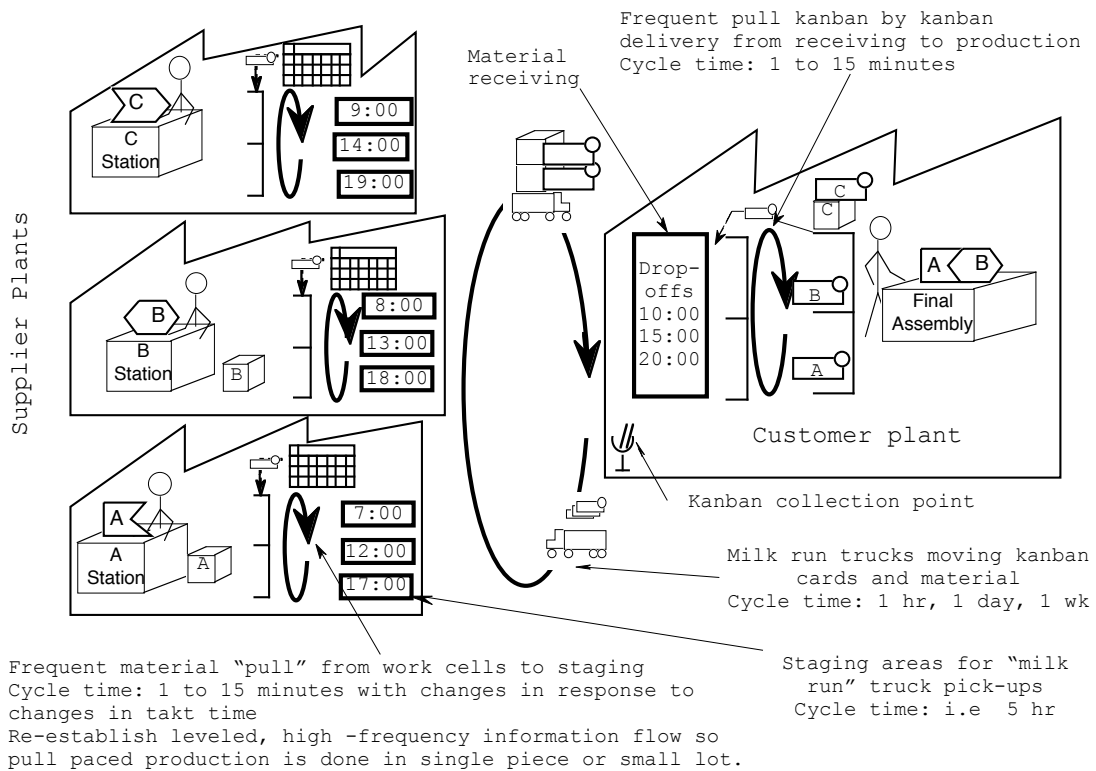 Frequent pull kanban by kanban
delivery from receiving to production
Cycle time: 1 to 15 minutes
Material
receiving
Supplier Plants
C
C
Station
9:00
14:00
19:00
B
B
Station
B
8:00
13:00
18:00
A
A
Station
A
7:00
12:00
17:00
Drop-
offs
10:00
15:00
20:00
C
C
B
A
A
B
Final
Assembly
Customer plant
Kanban collection point
Milk run trucks moving kanban
cards and material
Cycle time: 1 hr, 1 day, 1 wk
Frequent material “pull” from work cells to staging
Cycle time: 1 to 15 minutes with changes in response to
changes in takt time
Re-establish leveled, high -frequency information flow so
pull paced production is done in single piece or small lot.
Staging areas for “milk
run” truck pick-ups
Cycle time: i.e 5 hr